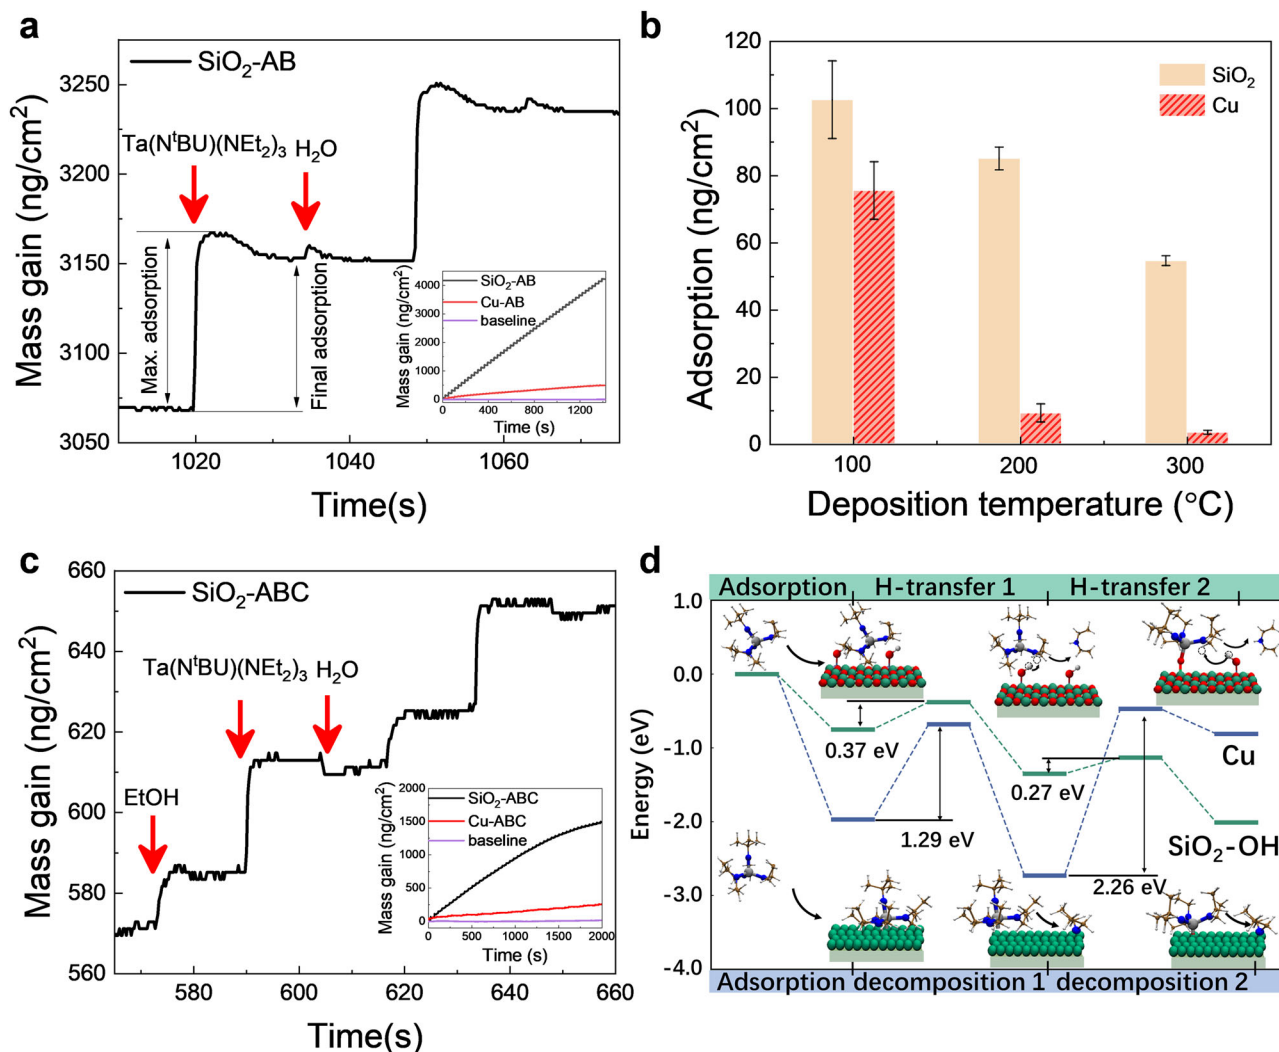 a
SiO₂-AB
Ta(NᵗBU)(NEt₂)₃ H₂O
Max. adsorption
Final adsorption
Mass gain (ng/cm²)
3250
3200
3150
3100
3050
1020 1040 1060
Time(s)
SiO₂-AB
Cu-AB
baseline
Mass gain (ng/cm²)
4000
3000
2000
1000
0
0 400 800 1200
Time (s)
b
SiO₂
Cu
Adsorption (ng/cm²)
120
100
80
60
40
20
0
100 200 300
Deposition temperature (°C)
c
SiO₂-ABC
Ta(NᵗBU)(NEt₂)₃ H₂O
EtOH
Mass gain (ng/cm²)
660
640
620
600
580
560
580 600 620 640 660
Time(s)
SiO₂-ABC
Cu-ABC
baseline
Mass gain (ng/cm²)
2000
1500
1000
500
0
0 500 1000 1500 2000
Time (s)
d
Adsorption H-transfer 1 H-transfer 2
Energy (eV)
1.0
0.0
-1.0
-2.0
-3.0
-4.0
0.37 eV
1.29 eV
0.27 eV
2.26 eV
Cu
SiO₂-OH
Adsorption decomposition 1 decomposition 2